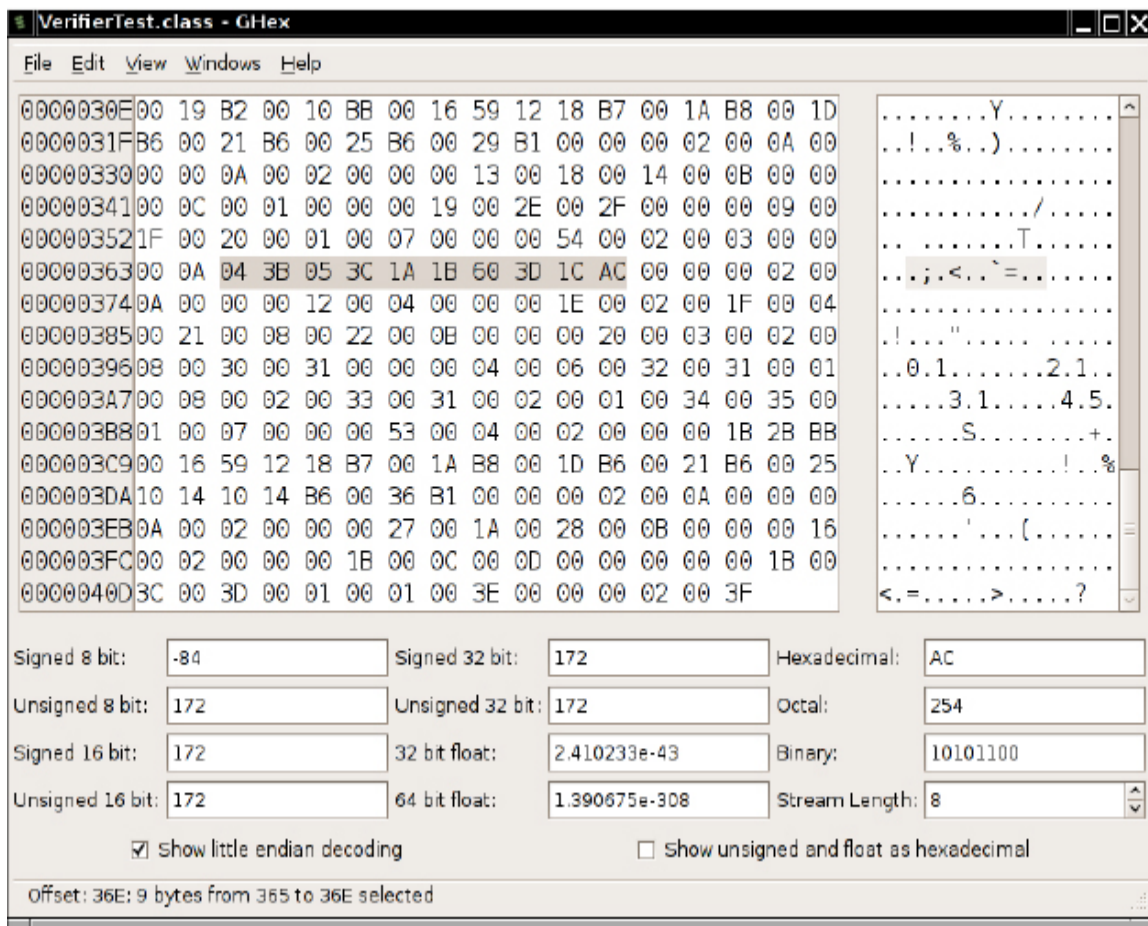 VerifierTest.class - GHex
File Edit View Windows Help
0000030E 00 19 B2 00 10 BB 00 16 59 12 18 B7 00 1A B8 00 1D ........Y........
0000031F B6 00 21 B6 00 25 B6 00 29 B1 00 00 00 02 00 0A 00 ..!..%..)........
00000330 00 00 0A 00 02 00 00 00 13 00 18 00 14 00 0B 00 00 .................
00000341 00 0C 00 01 00 00 00 19 00 2E 00 2F 00 00 00 09 00 .........../.....
00000352 1F 00 20 00 01 00 07 00 00 00 54 00 02 00 03 00 00 .. .......T......
00000363 00 0A 04 3B 05 3C 1A 1B 60 3D 1C AC 00 00 00 02 00 ...;.<..`=.......
00000374 0A 00 00 00 12 00 04 00 00 00 1E 00 02 00 1F 00 04 .................
00000385 00 21 00 08 00 22 00 0B 00 00 00 20 00 03 00 02 00 .!..." ..... .....
00000396 08 00 30 00 31 00 00 00 04 00 06 00 32 00 31 00 01 ..0.1.......2.1..
000003A7 00 08 00 02 00 33 00 31 00 02 00 01 00 34 00 35 00 .....3.1.....4.5.
000003B8 01 00 07 00 00 00 53 00 04 00 02 00 00 00 1B 2B BB ......S........+.
000003C9 00 16 59 12 18 B7 00 1A B8 00 1D B6 00 21 B6 00 25 ..Y..........!..%
000003DA 10 14 10 14 B6 00 36 B1 00 00 00 02 00 0A 00 00 00 ......6..........
000003EB 0A 00 02 00 00 00 27 00 1A 00 28 00 0B 00 00 00 16 ......'...(......
000003FC 00 02 00 00 00 1B 00 0C 00 0D 00 00 00 00 00 1B 00 .................
0000040D 3C 00 3D 00 01 00 01 00 3E 00 00 00 02 00 3F <.=.....>.....?
Signed 8 bit: -84 Signed 32 bit: 172 Hexadecimal: AC
Unsigned 8 bit: 172 Unsigned 32 bit: 172 Octal: 254
Signed 16 bit: 172 32 bit float: 2.410233e-43 Binary: 10101100
Unsigned 16 bit: 172 64 bit float: 1.390675e-308 Stream Length: 8
Show little endian decoding Show unsigned and float as hexadecimal
Offset: 36E; 9 bytes from 365 to 36E selected